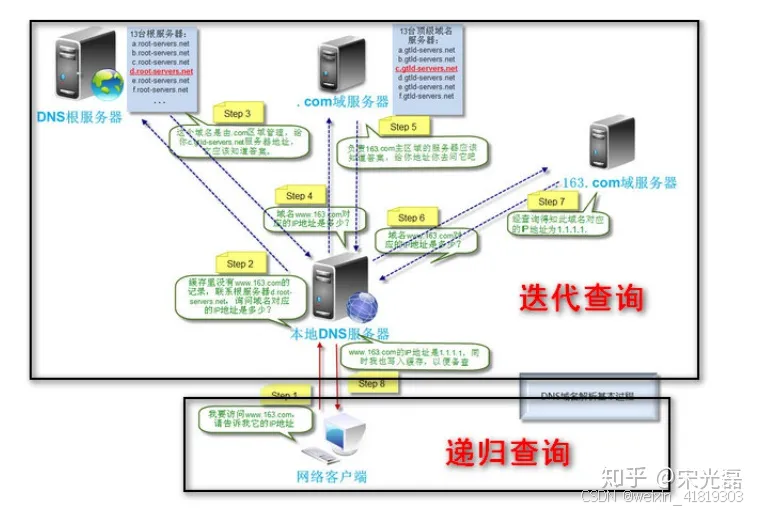 13台根服务器:
a.root-servers.net
b.root-servers.net
c.root-servers.net
d.root-servers.net
e.root-servers.net
f.root-servers.net
...
DNS根服务器
13台顶级域名
服务器:
a.gtld-servers.net
b.gtld-servers.net
c.gtld-servers.net
d.gtld-servers.net
e.gtld-servers.net
f.gtld-servers.net
.com域服务器
Step 3
这个域名是由.com区域管理，给
你c.gtld-servers.net服务器地址，
它应该知道答案。
Step 5
负责163.com主区域的服务器应该
知道答案，给你地址你去问它吧
163.com域服务器
Step 4
域名www.163.com对
应的IP地址是多少?
Step 6
域名www.163.com对
应的IP地址是多少?
Step 7
经查询得知此域名对应
的IP地址为1.1.1.1.
Step 2
缓存里没有www.163.com的
记录，联系根服务器d.root-
servers.net，询问域名对应
的IP地址是多少?
本地DNS服务器
迭代查询
www.163.com的IP地址是1.1.1.1，同
时我也写入缓存，以便备查
Step 8
Step 1
我要访问www.163.com，
请告诉我它的IP地址
DNS域名解析基本过程
网络客户端
递归查询
知乎 @宋光磊
CSDN @weixin_41819303